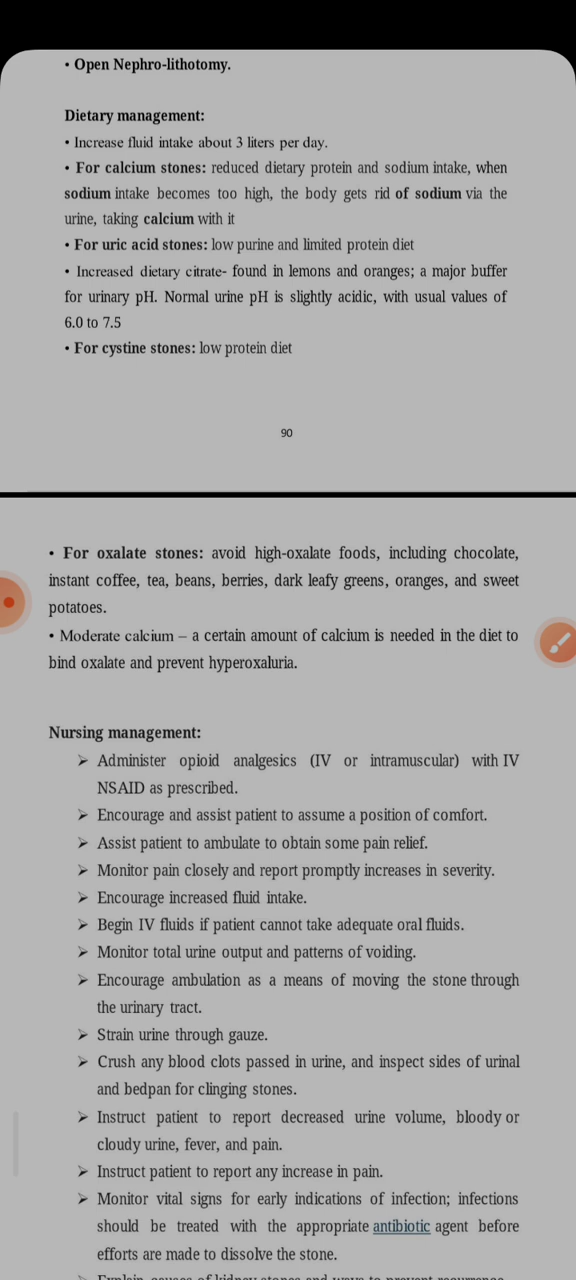 • Open Nephro-lithotomy.
Dietary management:
• Increase fluid intake about 3 liters per day.
• For calcium stones: reduced dietary protein and sodium intake, when
sodium intake becomes too high, the body gets rid of sodium via the
urine, taking calcium with it
• For uric acid stones: low purine and limited protein diet
• Increased dietary citrate- found in lemons and oranges; a major buffer
for urinary pH. Normal urine pH is slightly acidic, with usual values of
6.0 to 7.5
• For cystine stones: low protein diet
90
• For oxalate stones: avoid high-oxalate foods, including chocolate,
instant coffee, tea, beans, berries, dark leafy greens, oranges, and sweet
potatoes.
• Moderate calcium – a certain amount of calcium is needed in the diet to
bind oxalate and prevent hyperoxaluria.
Nursing management:
➢ Administer opioid analgesics (IV or intramuscular) with IV
NSAID as prescribed.
➢ Encourage and assist patient to assume a position of comfort.
➢ Assist patient to ambulate to obtain some pain relief.
➢ Monitor pain closely and report promptly increases in severity.
➢ Encourage increased fluid intake.
➢ Begin IV fluids if patient cannot take adequate oral fluids.
➢ Monitor total urine output and patterns of voiding.
➢ Encourage ambulation as a means of moving the stone through
the urinary tract.
➢ Strain urine through gauze.
➢ Crush any blood clots passed in urine, and inspect sides of urinal
and bedpan for clinging stones.
➢ Instruct patient to report decreased urine volume, bloody or
cloudy urine, fever, and pain.
➢ Instruct patient to report any increase in pain.
➢ Monitor vital signs for early indications of infection; infections
should be treated with the appropriate antibiotic agent before
efforts are made to dissolve the stone.
➢ Explain causes of kidney stones and ways to prevent recurrence.